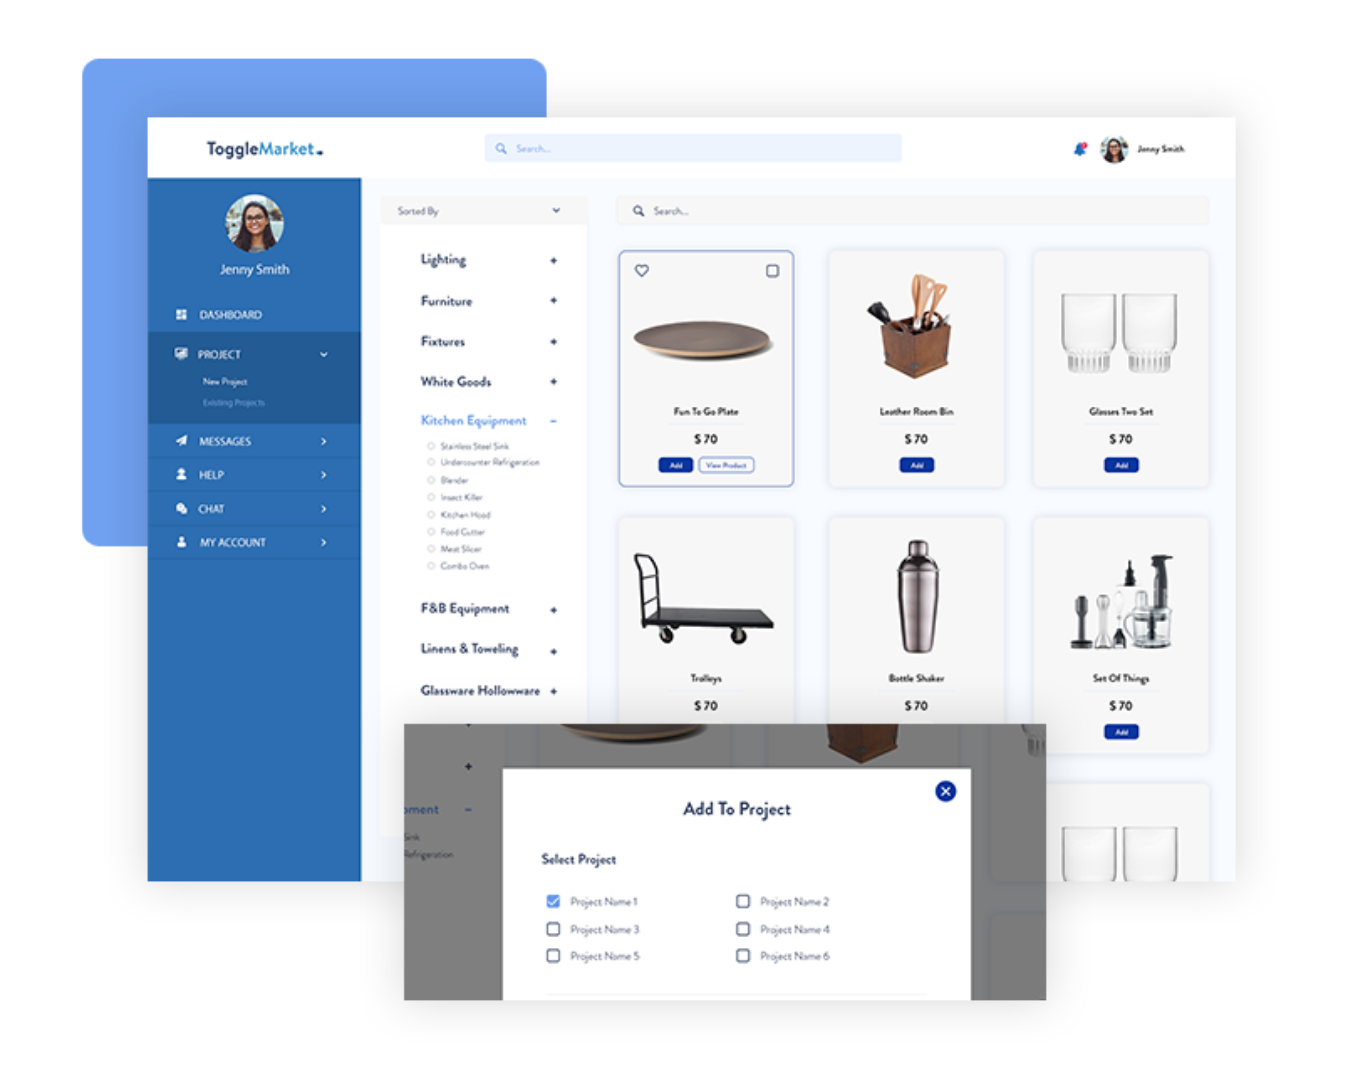 ToggleMarket
Search...
Jenny Smith
Jenny Smith
DASHBOARD
PROJECT
New Project
Existing Projects
MESSAGES
HELP
CHAT
MY ACCOUNT
Sorted By
Lighting
Furniture
Fixtures
White Goods
Kitchen Equipment
Stainless Steel Sink
Undercounter Refrigeration
Blender
Insect Killer
Kitchen Hood
Food Cutter
Meat Slicer
Combo Oven
F&B Equipment
Linens & Toweling
Glassware Hollowware
Search...
Fun To Go Plate
$ 70
Add
View Product
Leather Room Bin
$ 70
Add
Glasses Two Set
$ 70
Add
Trolleys
$ 70
Bottle Shaker
$ 70
Set Of Things
$ 70
Add
pment
Sink
Refrigeration
Add To Project
Select Project
Project Name 1
Project Name 2
Project Name 3
Project Name 4
Project Name 5
Project Name 6